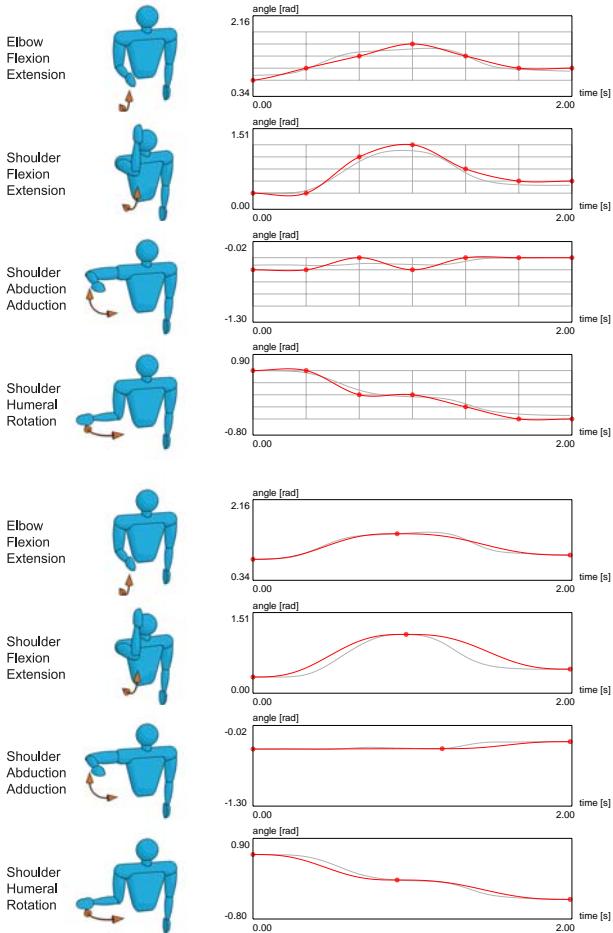 Elbow
Flexion
Extension
angle [rad]
2.16
0.34
0.00
2.00
time [s]
Shoulder
Flexion
Extension
angle [rad]
1.51
0.00
0.00
2.00
time [s]
Shoulder
Abduction
Adduction
angle [rad]
-0.02
-1.30
0.00
2.00
time [s]
Shoulder
Humeral
Rotation
angle [rad]
0.90
-0.80
0.00
2.00
time [s]
Elbow
Flexion
Extension
angle [rad]
2.16
0.34
0.00
2.00
time [s]
Shoulder
Flexion
Extension
angle [rad]
1.51
0.00
0.00
2.00
time [s]
Shoulder
Abduction
Adduction
angle [rad]
-0.02
-1.30
0.00
2.00
time [s]
Shoulder
Humeral
Rotation
angle [rad]
0.90
-0.80
0.00
2.00
time [s]